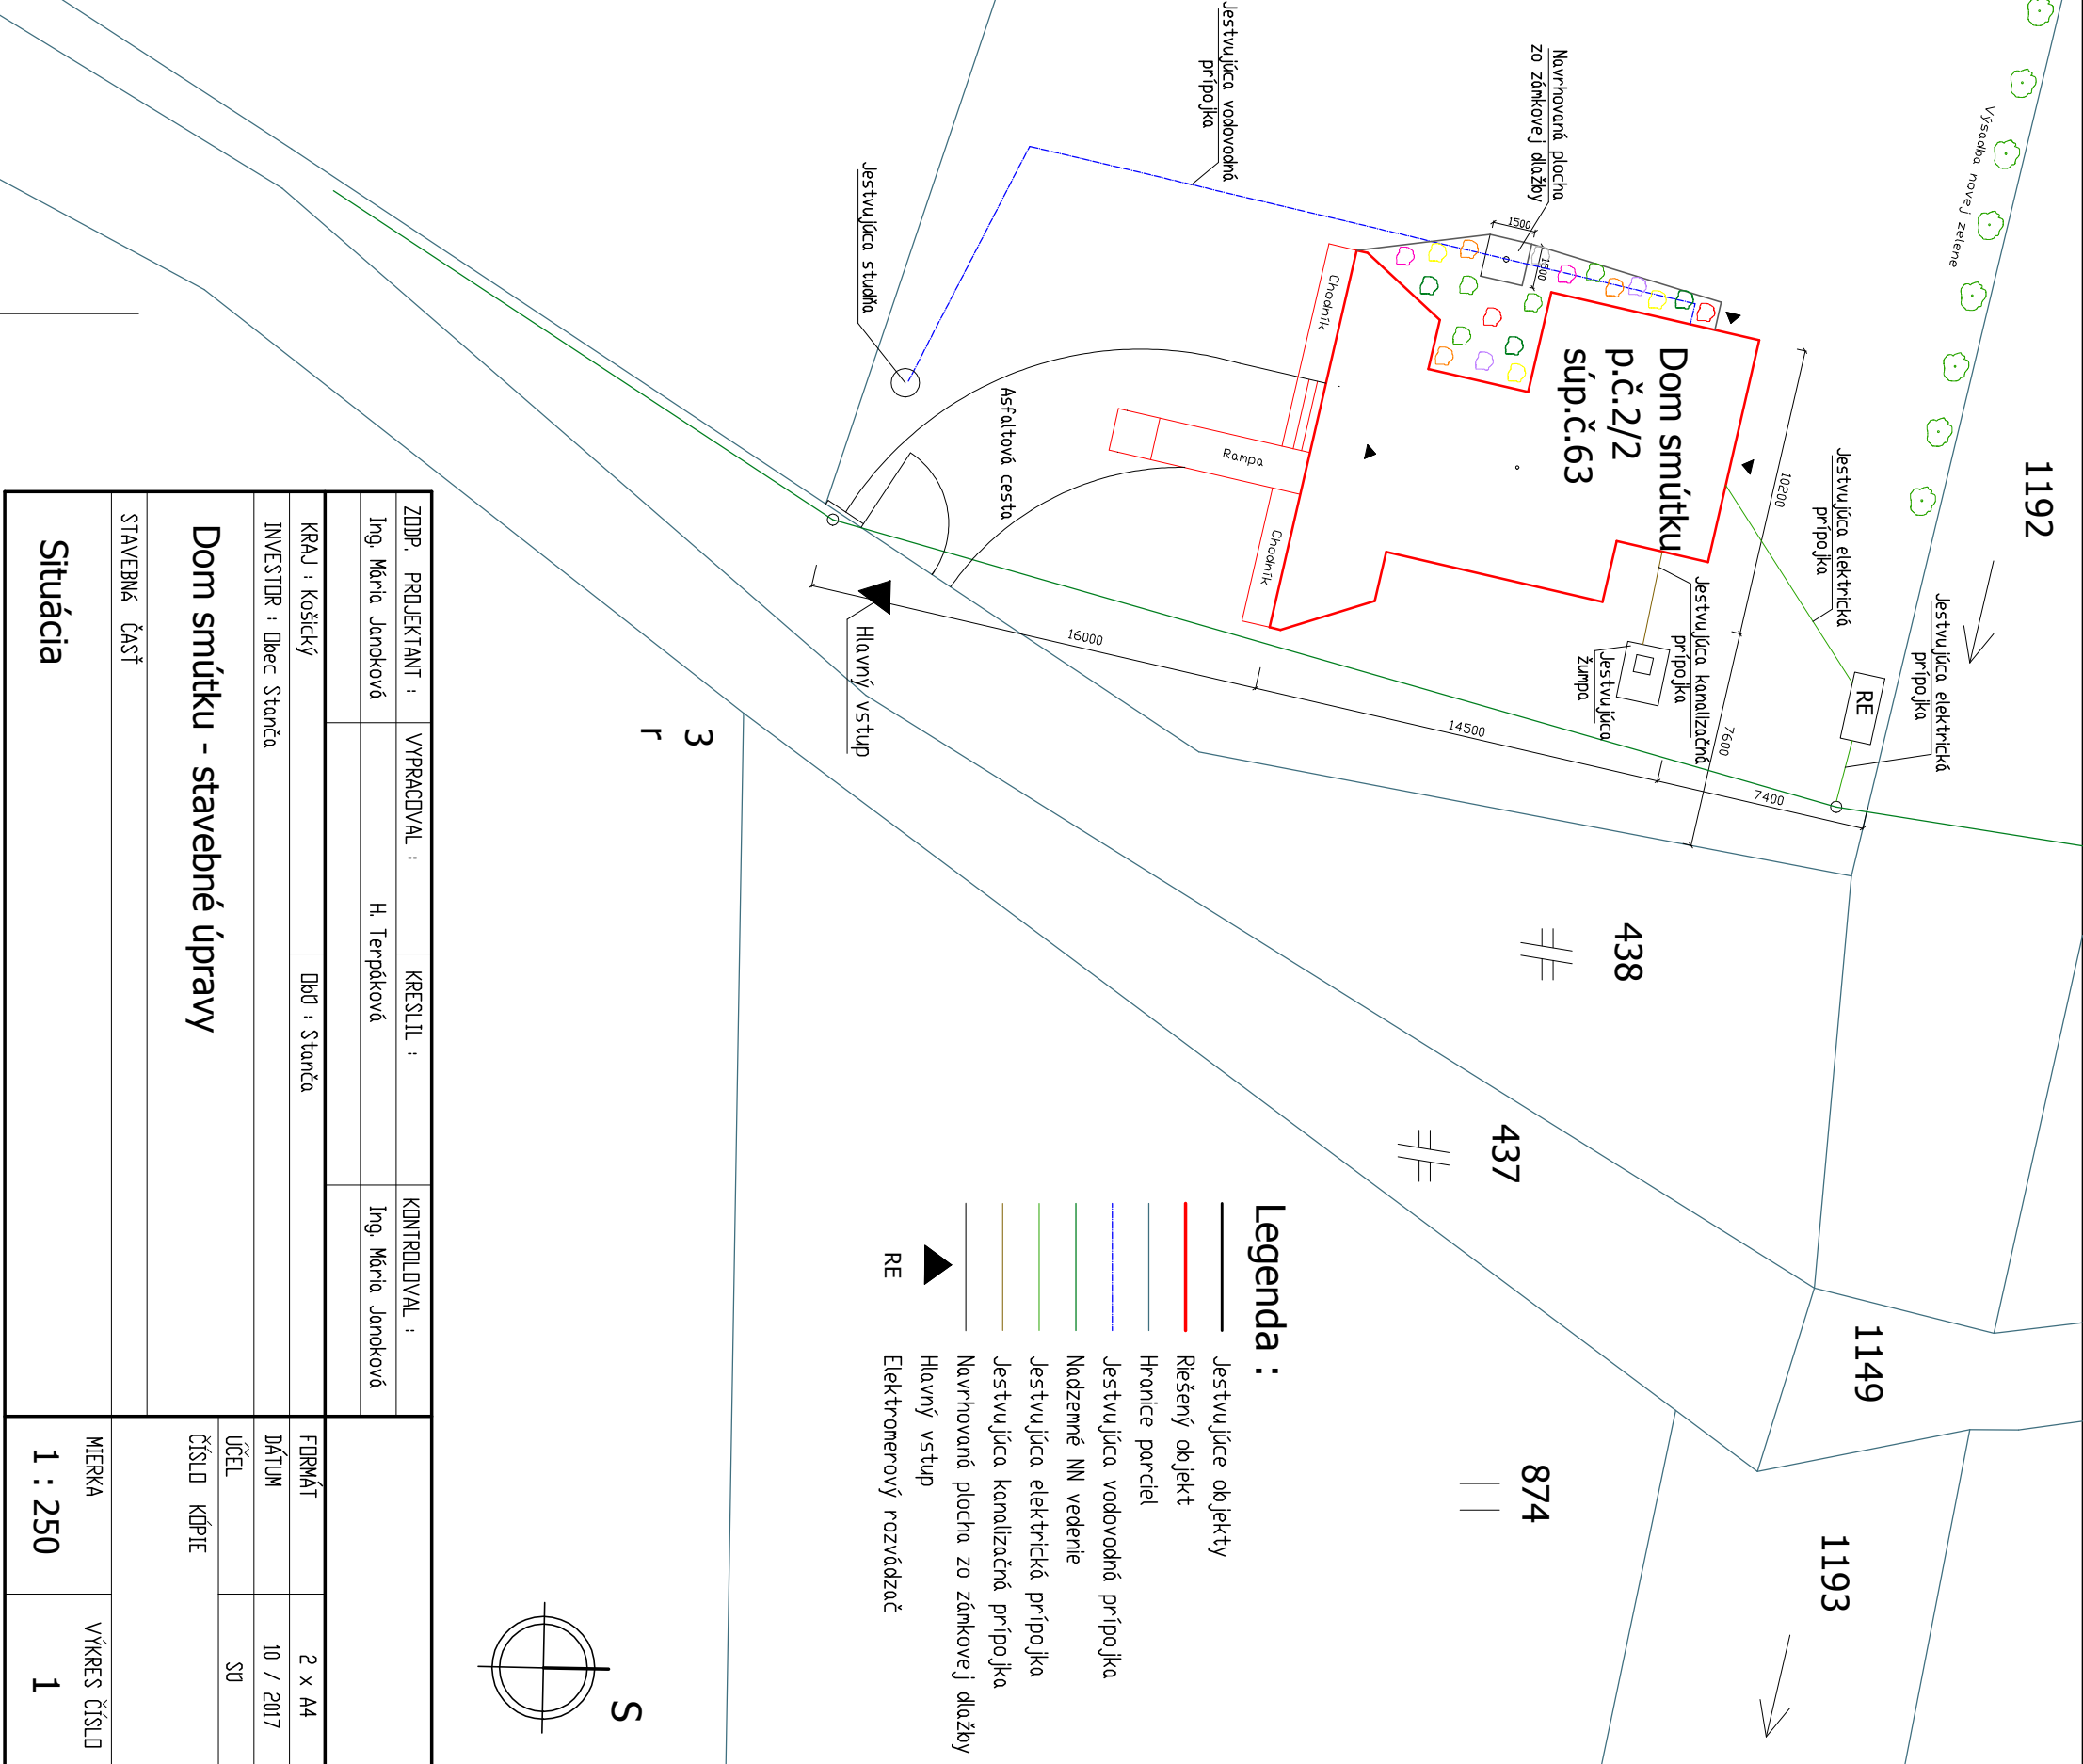 1192
Výsadba novej zelene
Jestvujúca elektrická
prípojka
Jestvujúca elektrická
prípojka
RE
Navrhovaná plocha
zo zámkovej dlažby
Jestvujúca vodovodná
prípojka
Jestvujúca studňa
1500
1500
Dom smútku
p.č.2/2
súp.č.63
10200
7600
7400
14500
16000
Jestvujúca kanalizačná
prípojka
Jestvujúca
žumpa
Chodník
Rampa
Chodník
Asfaltová cesta
Hlavný vstup
3
r
438
437
1149
874
1193
Legenda :
Jestvujúce objekty
Riešený objekt
Hranice parciel
Jestvujúca vodovodná prípojka
Nadzemné NN vedenie
Jestvujúca elektrická prípojka
Jestvujúca kanalizačná prípojka
Navrhovaná plocha zo zámkovej dlažby
Hlavný vstup
RE Elektromerový rozvádzač
S
ZODP. PROJEKTANT : VYPRACOVAL : KRESLIL : KONTROLOVAL :
Ing. Mária Janoková H. Terpáková Ing. Mária Janoková
KRAJ : Košický ObÚ : Stanča
INVESTOR : Obec Stanča
Dom smútku - stavebné úpravy
STAVEBNÁ ČASŤ
Situácia
FORMÁT 2 x A4
DÁTUM 10 / 2017
ÚČEL SÚ
ČÍSLO KÓPIE
MIERKA VÝKRES ČÍSLO
1 : 250 1